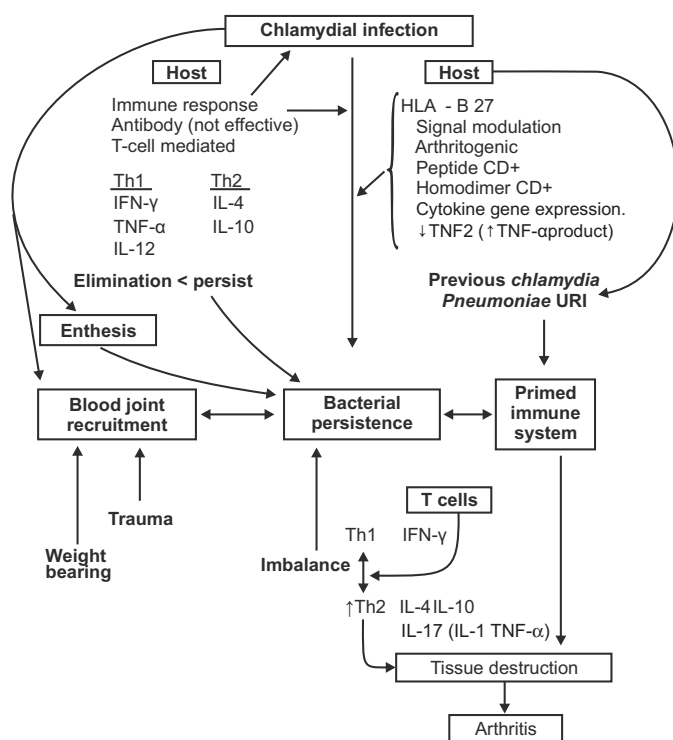 Chlamydial infection
Host
Immune response
Antibody (not effective)
T-cell mediated
Th1 Th2
IFN-γ IL-4
TNF-α IL-10
IL-12
Elimination < persist
Host
HLA - B 27
Signal modulation
Arthritogenic
Peptide CD+
Homodimer CD+
Cytokine gene expression.
↓TNF2 (↑TNF-αproduct)
Previous chlamydia
Pneumoniae URI
Enthesis
Blood joint
recruitment
Bacterial
persistence
Primed
immune
system
Trauma
Weight
bearing
Imbalance
T cells
Th1 IFN-γ
↑Th2 IL-4 IL-10
IL-17 (IL-1 TNF-α)
Tissue destruction
Arthritis